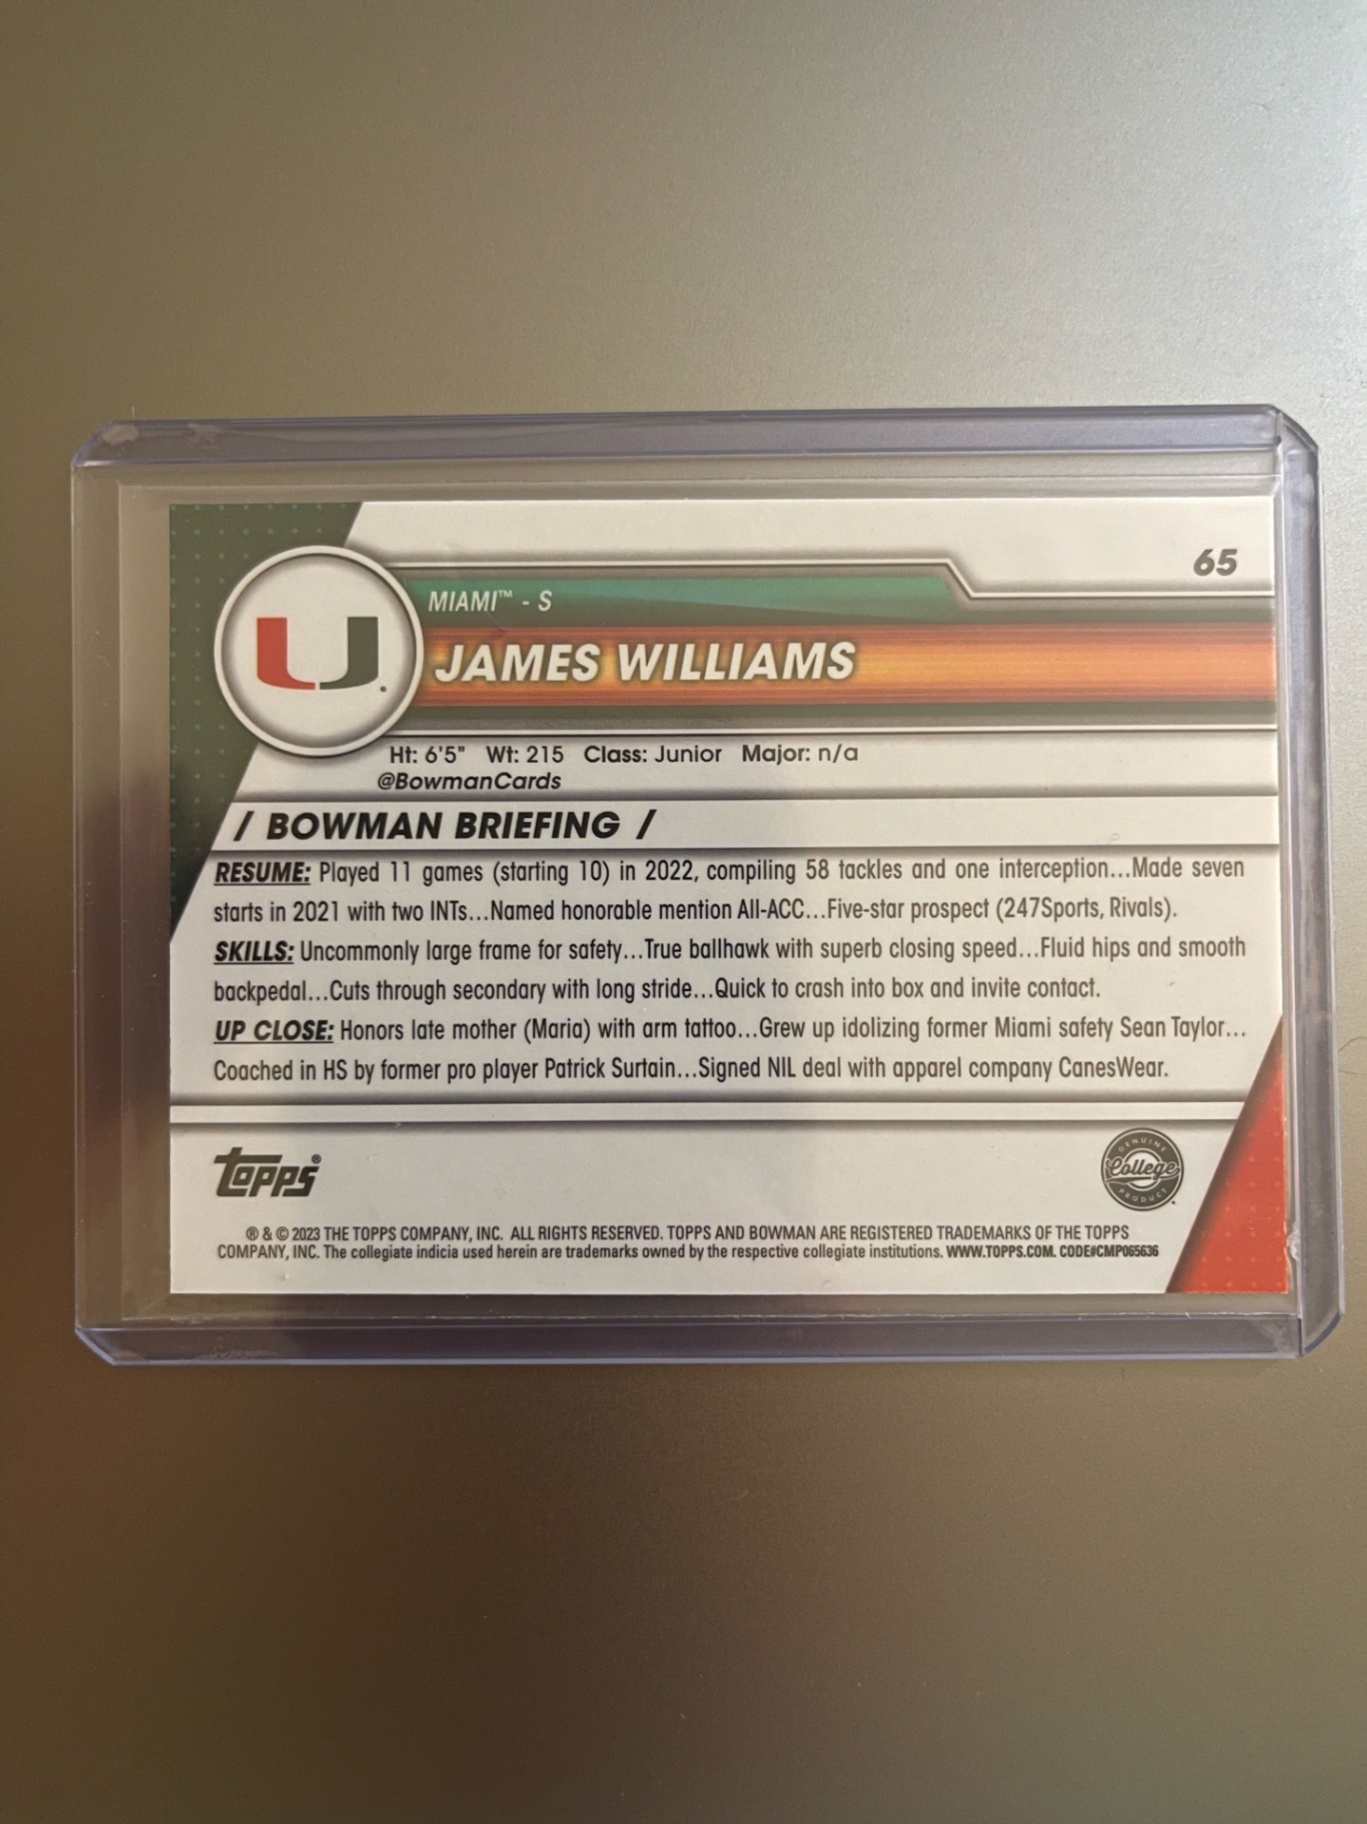 65
MIAMI™ - S
JAMES WILLIAMS
Ht: 6'5" Wt: 215 Class: Junior Major: n/a
@BowmanCards
/ BOWMAN BRIEFING /
RESUME: Played 11 games (starting 10) in 2022, compiling 58 tackles and one interception...Made seven
starts in 2021 with two INTs...Named honorable mention All-ACC...Five-star prospect (247Sports, Rivals).
SKILLS: Uncommonly large frame for safety...True ballhawk with superb closing speed...Fluid hips and smooth
backpedal...Cuts through secondary with long stride...Quick to crash into box and invite contact.
UP CLOSE: Honors late mother (Maria) with arm tattoo...Grew up idolizing former Miami safety Sean Taylor...
Coached in HS by former pro player Patrick Surtain...Signed NIL deal with apparel company CanesWear.
Topps®
GENUINE
College
PRODUCT
® & © 2023 THE TOPPS COMPANY, INC. ALL RIGHTS RESERVED. TOPPS AND BOWMAN ARE REGISTERED TRADEMARKS OF THE TOPPS
COMPANY, INC. The collegiate indicia used herein are trademarks owned by the respective collegiate institutions. WWW.TOPPS.COM. CODE#CMP065636